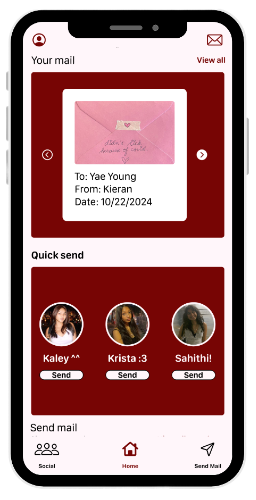 Your mail
View all
To: Yae Young
From: Kieran
Date: 10/22/2024
Quick send
Kaley ^^
Krista :3
Sahithi!
Send
Send
Send
Send mail
Social
Home
Send Mail